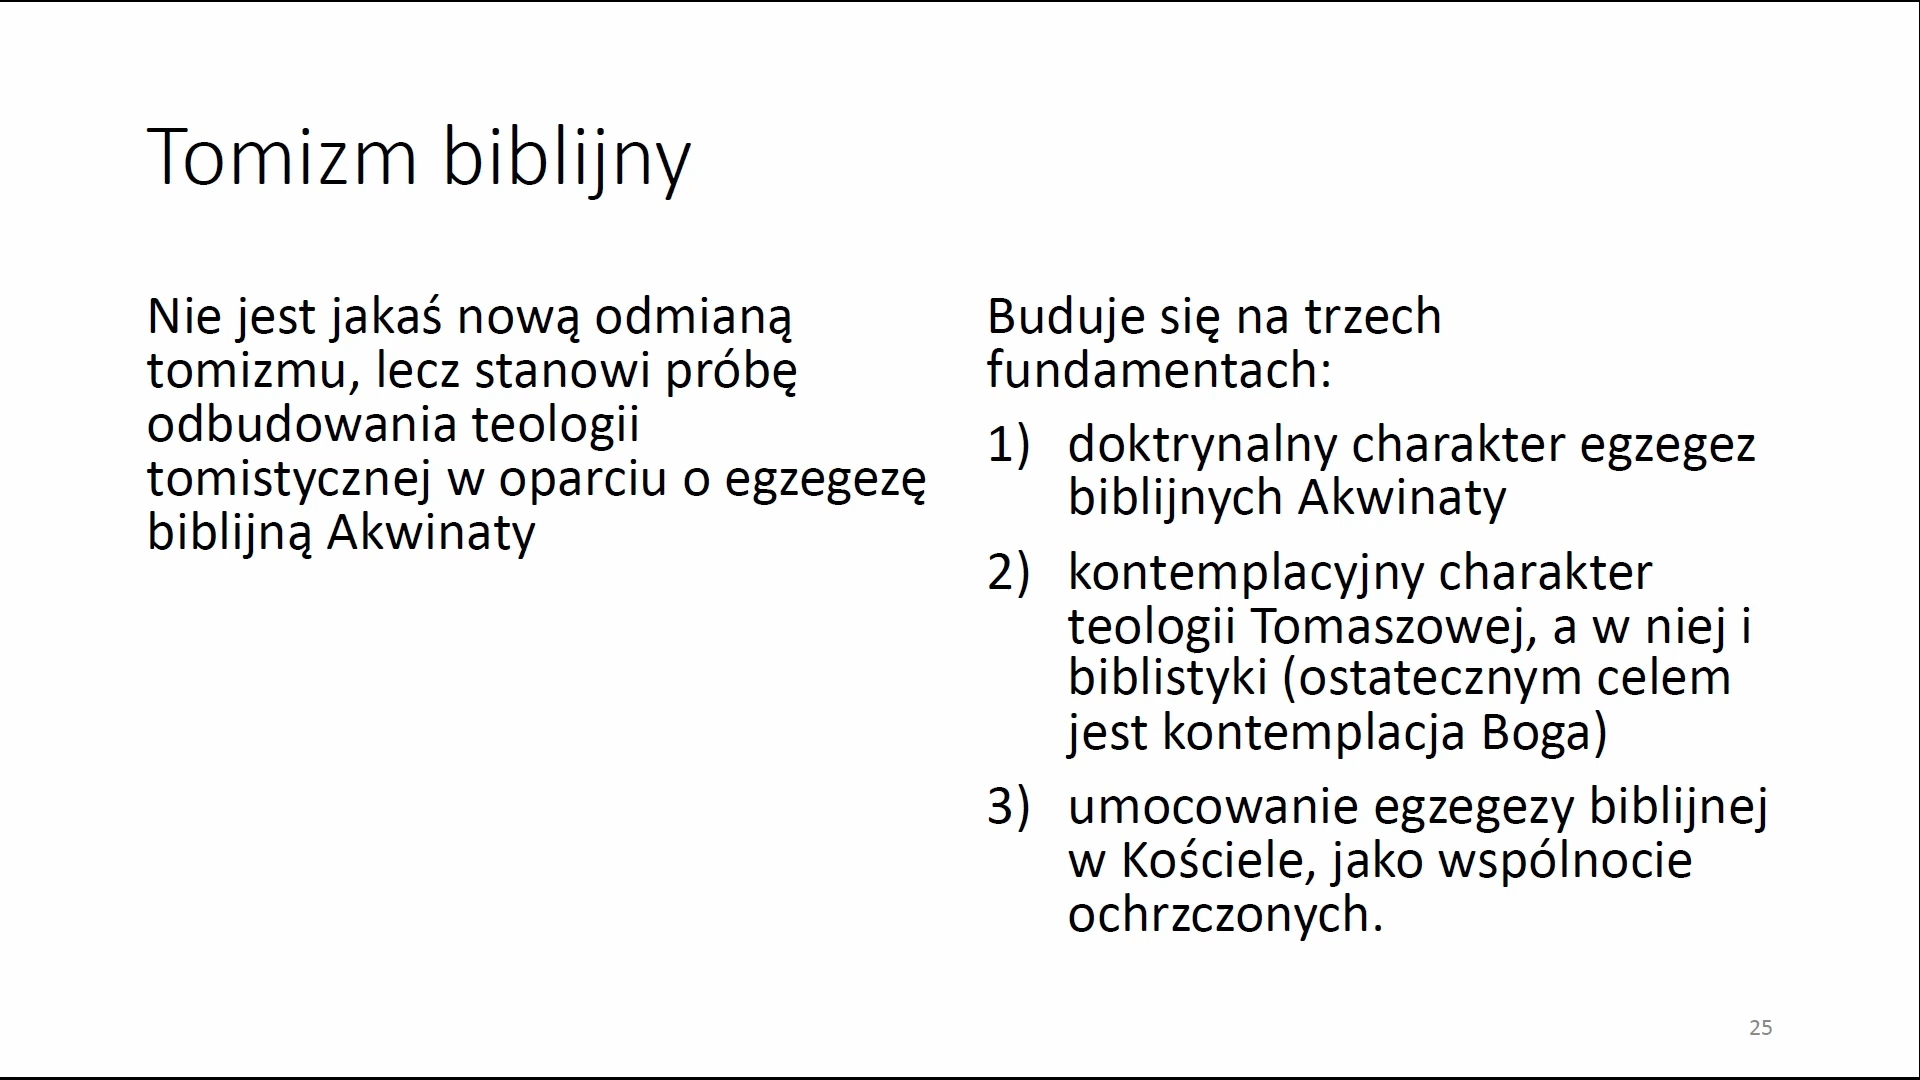 Tomizm biblijny
Nie jest jakaś nową odmianą
tomizmu, lecz stanowi próbę
odbudowania teologii
tomistycznej w oparciu o egzegezę
biblijną Akwinaty
Buduje się na trzech
fundamentach:
1) doktrynalny charakter egzegez
biblijnych Akwinaty
2) kontemplacyjny charakter
teologii Tomaszowej, a w niej i
biblistyki (ostatecznym celem
jest kontemplacja Boga)
3) umocowanie egzegezy biblijnej
w Kościele, jako wspólnocie
ochrzczonych.
25